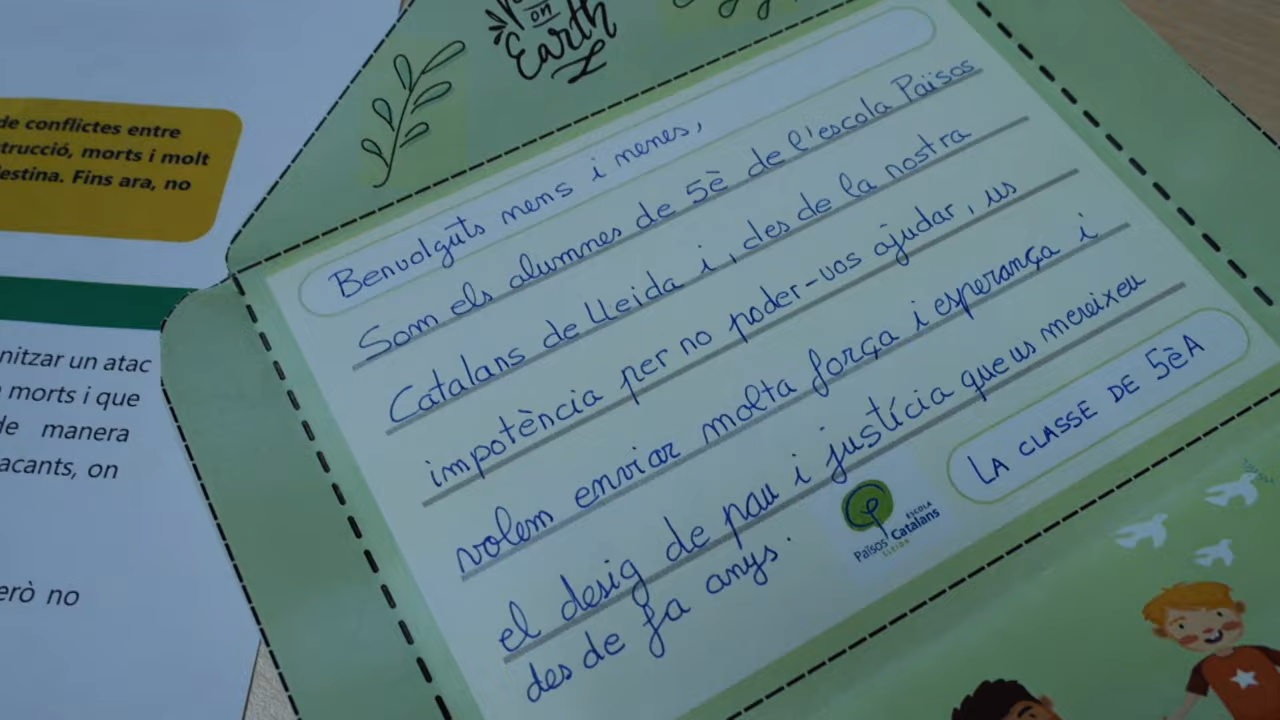 on
Earth
de conflictes entre
trucció, morts i molt
estina. Fins ara, no
nitzar un atac
morts i que
de manera
acants, on
erò no
Benvolguts nens i nenes,
Som els alumnes de 5è de l'escola Països
Catalans de Lleida i, des de la nostra
impotència per no poder-vos ajudar, us
volem enviar molta força i esperança i
el desig de pau i justícia que us mereixeu
des de fa anys.
ESCOLA
Països Catalans
LLEIDA
LA CLASSE DE 5èA